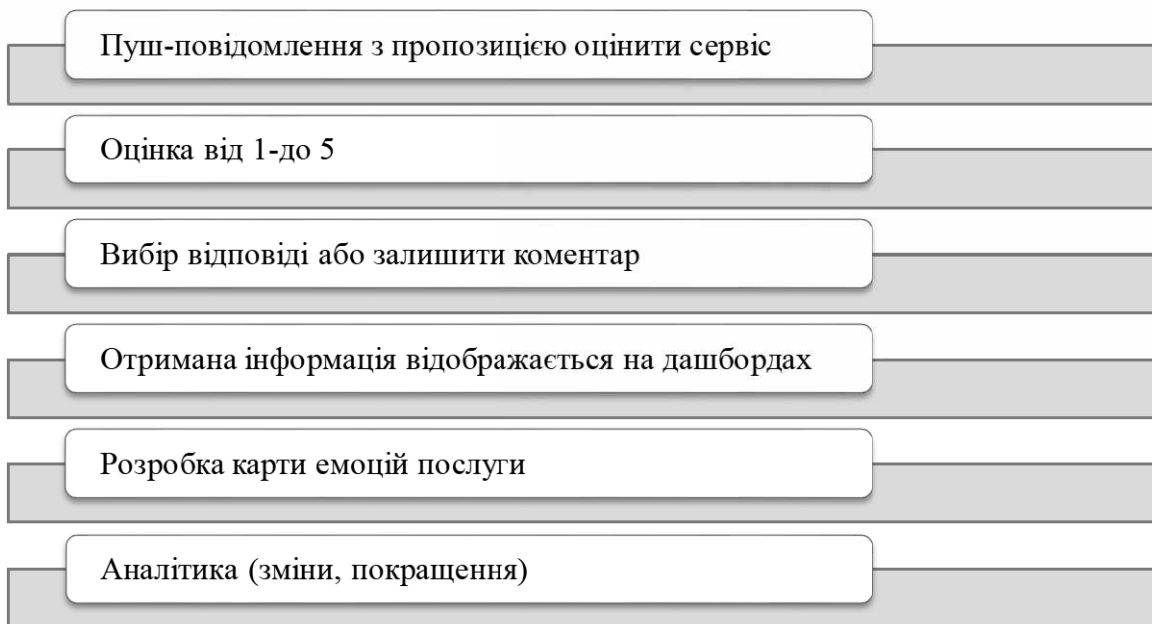 Пуш-повідомлення з пропозицією оцінити сервіс
Оцінка від 1-до 5
Вибір відповіді або залишити коментар
Отримана інформація відображається на дашбордах
Розробка карти емоцій послуги
Аналітика (зміни, покращення)